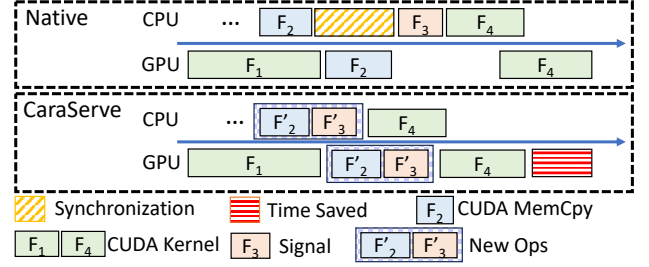 Native CPU ... F2 F3 F4
GPU F1 F2 F4
CaraServe CPU ... F'2 F'3 F4
GPU F1 F'2 F'3 F4
Synchronization Time Saved F2 CUDA MemCpy
F1 F4 CUDA Kernel F3 Signal F'2 F'3 New Ops